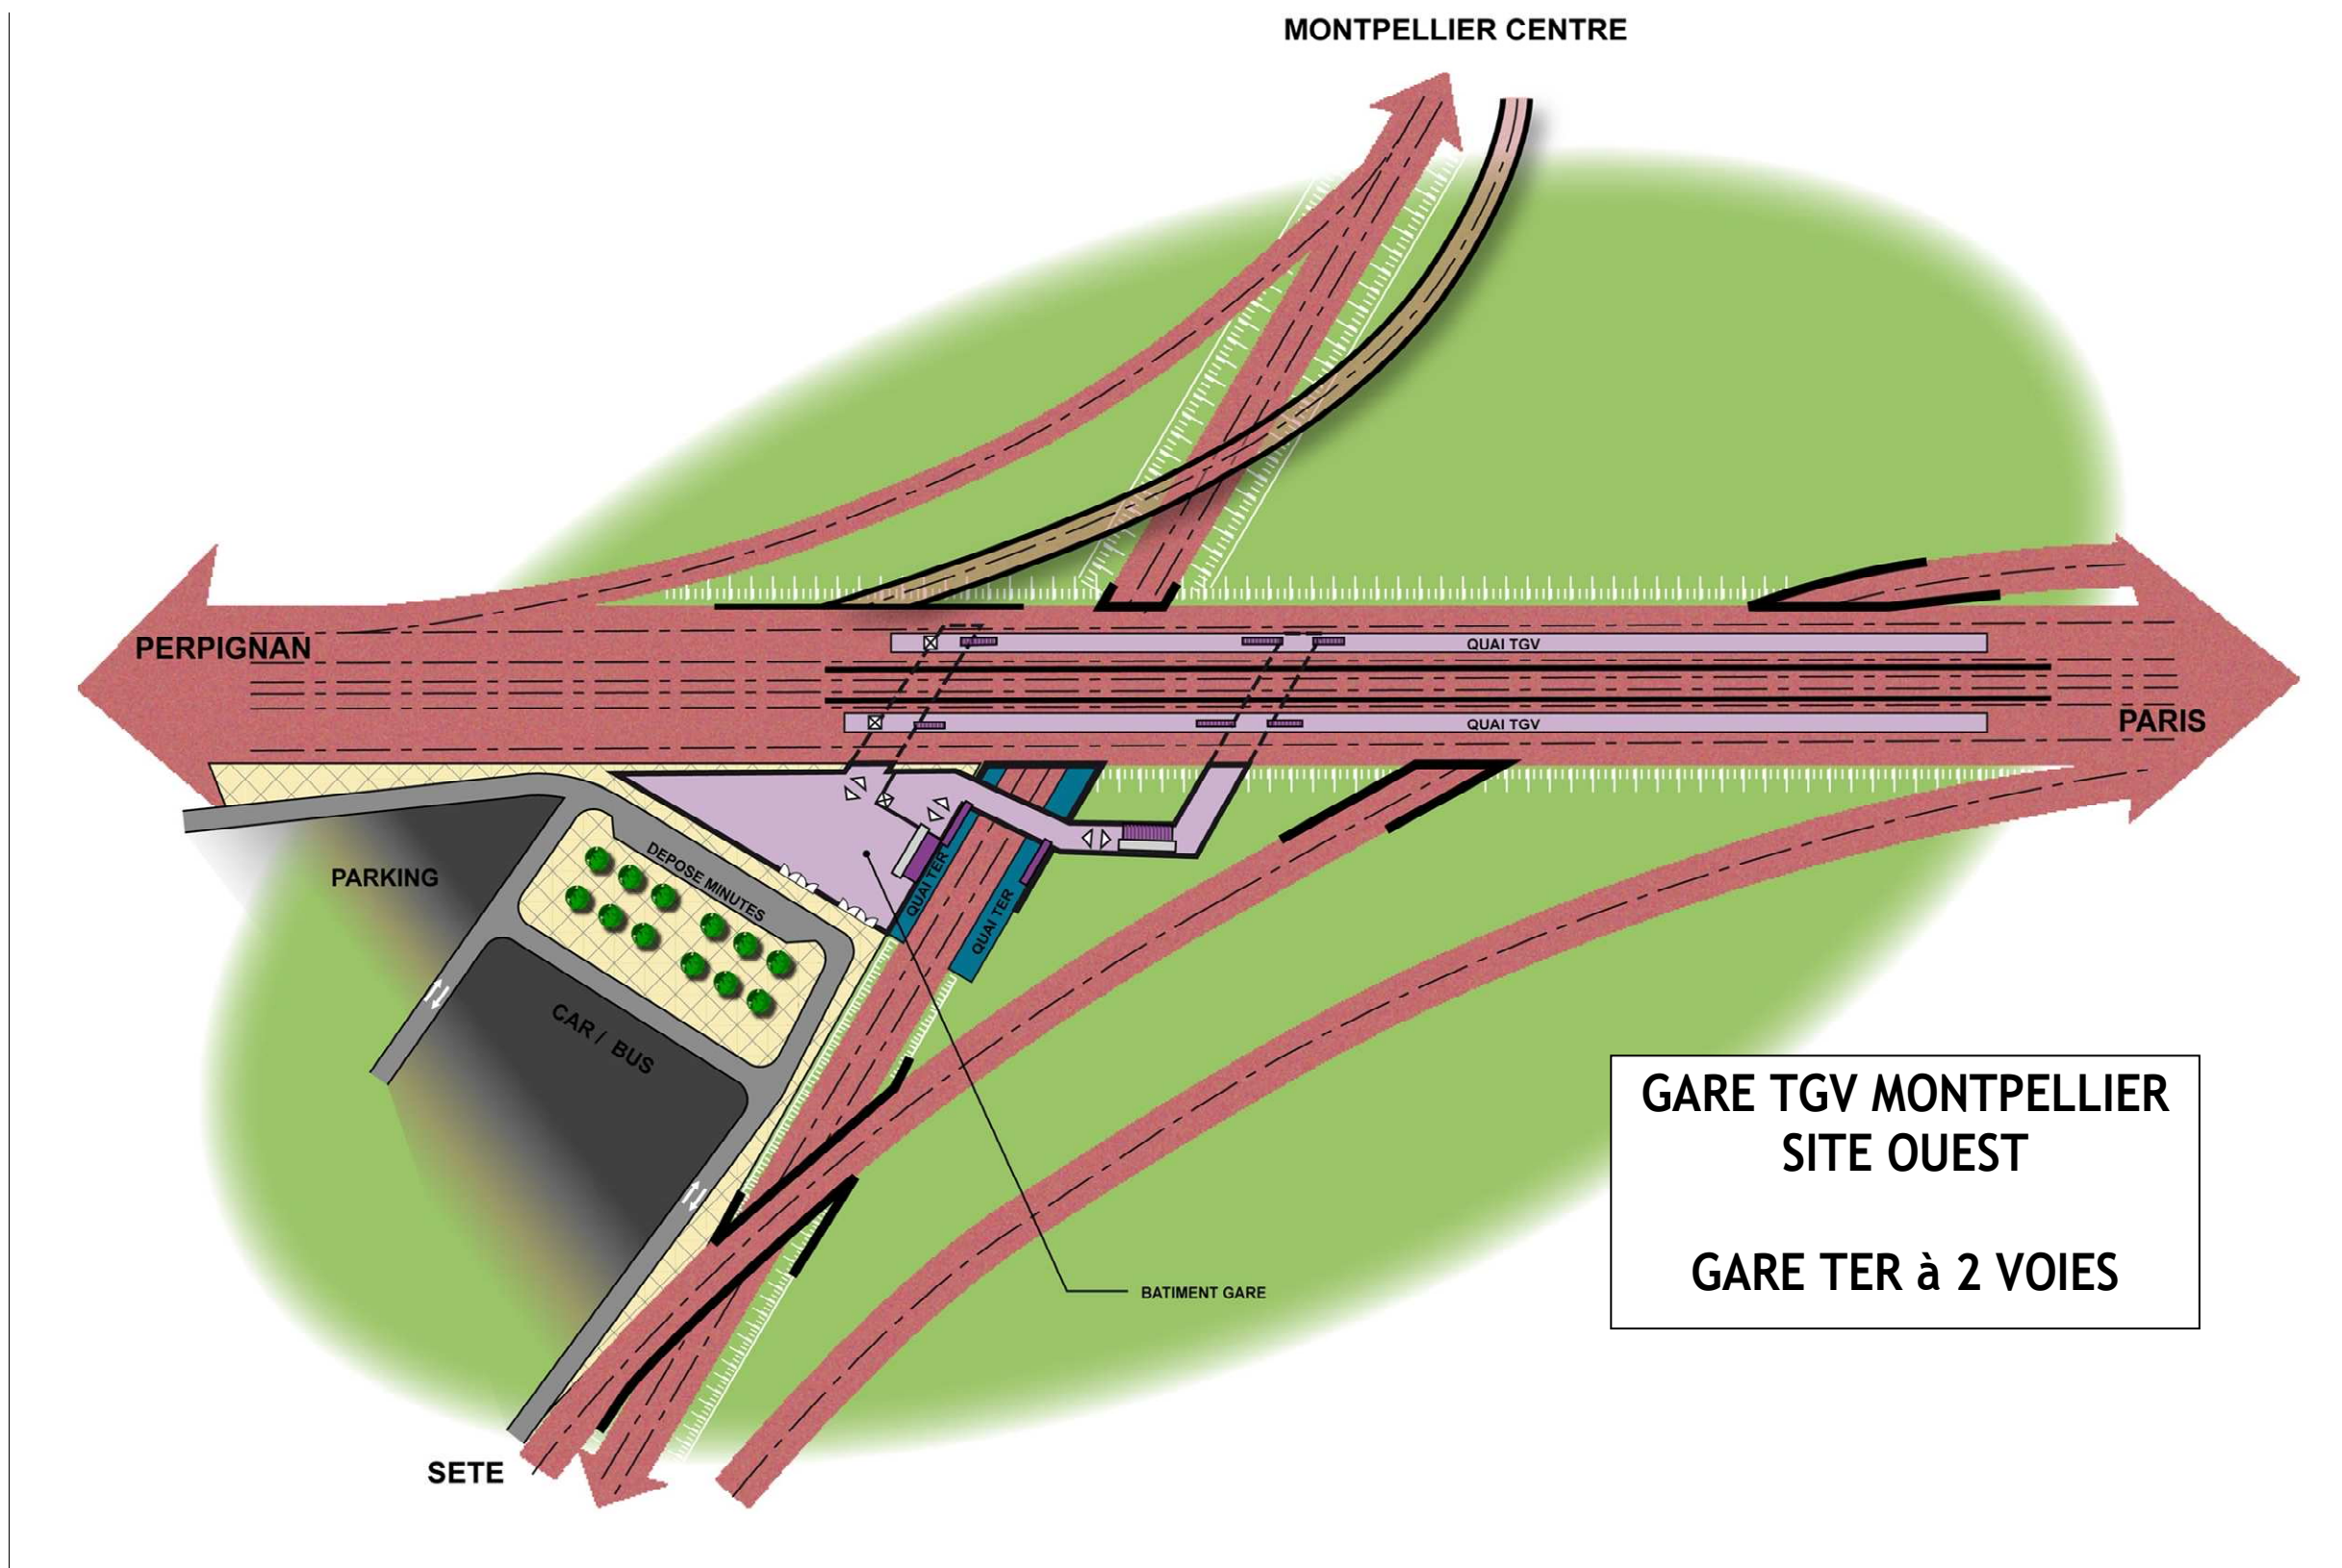 MONTPELLIER CENTRE
PERPIGNAN
QUAI TGV
QUAI TGV
PARIS
PARKING
DEPOSE MINUTES
QUAI TER
QUAI TER
CAR / BUS
BATIMENT GARE
SETE
GARE TGV MONTPELLIER
SITE OUEST
GARE TER à 2 VOIES